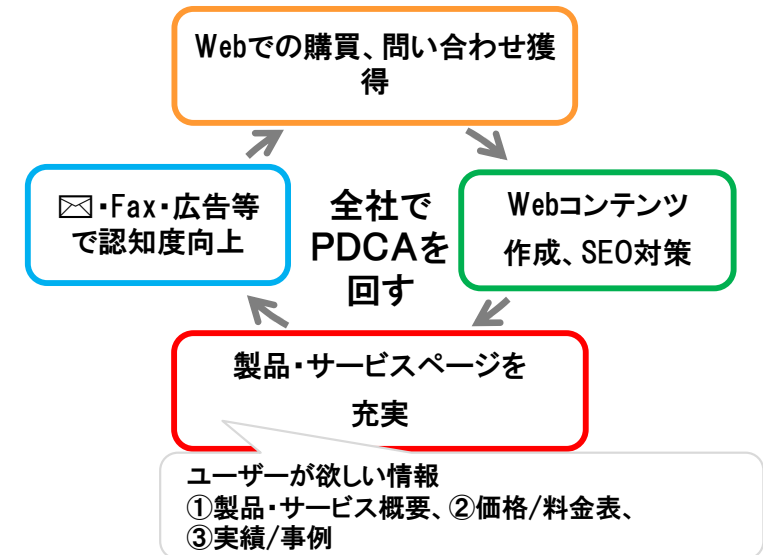 Webでの購買、問い合わせ獲
得
✉・Fax・広告等
で認知度向上
全社で
PDCAを
回す
Webコンテンツ
作成、SEO対策
製品・サービスページを
充実
ユーザーが欲しい情報
①製品・サービス概要、②価格/料金表、
③実績/事例